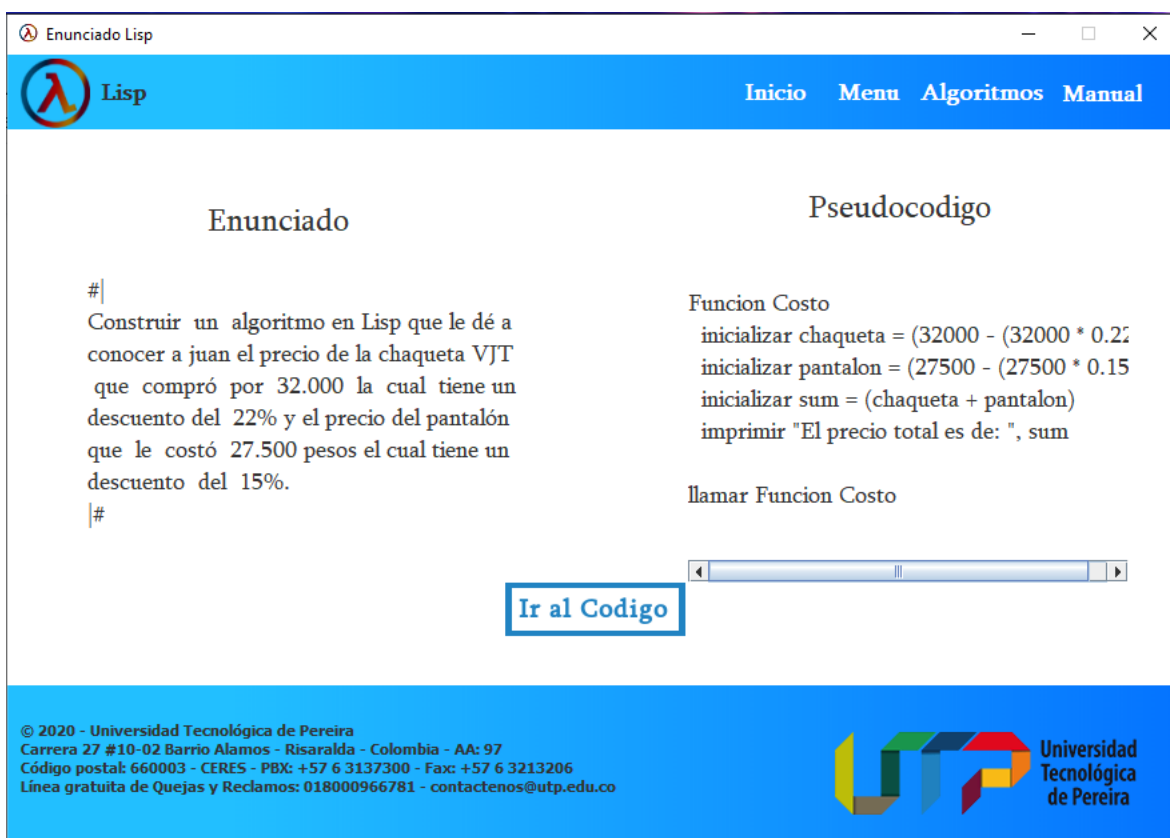 Enunciado Lisp
λ Lisp
Inicio Menu Algoritmos Manual
Enunciado
#|
Construir un algoritmo en Lisp que le dé a
conocer a juan el precio de la chaqueta VJT
que compró por 32.000 la cual tiene un
descuento del 22% y el precio del pantalón
que le costó 27.500 pesos el cual tiene un
descuento del 15%.
|#
Pseudocodigo
Funcion Costo
inicializar chaqueta = (32000 - (32000 * 0.22
inicializar pantalon = (27500 - (27500 * 0.15
inicializar sum = (chaqueta + pantalon)
imprimir "El precio total es de: ", sum
llamar Funcion Costo
Ir al Codigo
© 2020 - Universidad Tecnológica de Pereira
Carrera 27 #10-02 Barrio Alamos - Risaralda - Colombia - AA: 97
Código postal: 660003 - CERES - PBX: +57 6 3137300 - Fax: +57 6 3213206
Línea gratuita de Quejas y Reclamos: 018000966781 - contactenos@utp.edu.co
UTP
Universidad
Tecnológica
de Pereira